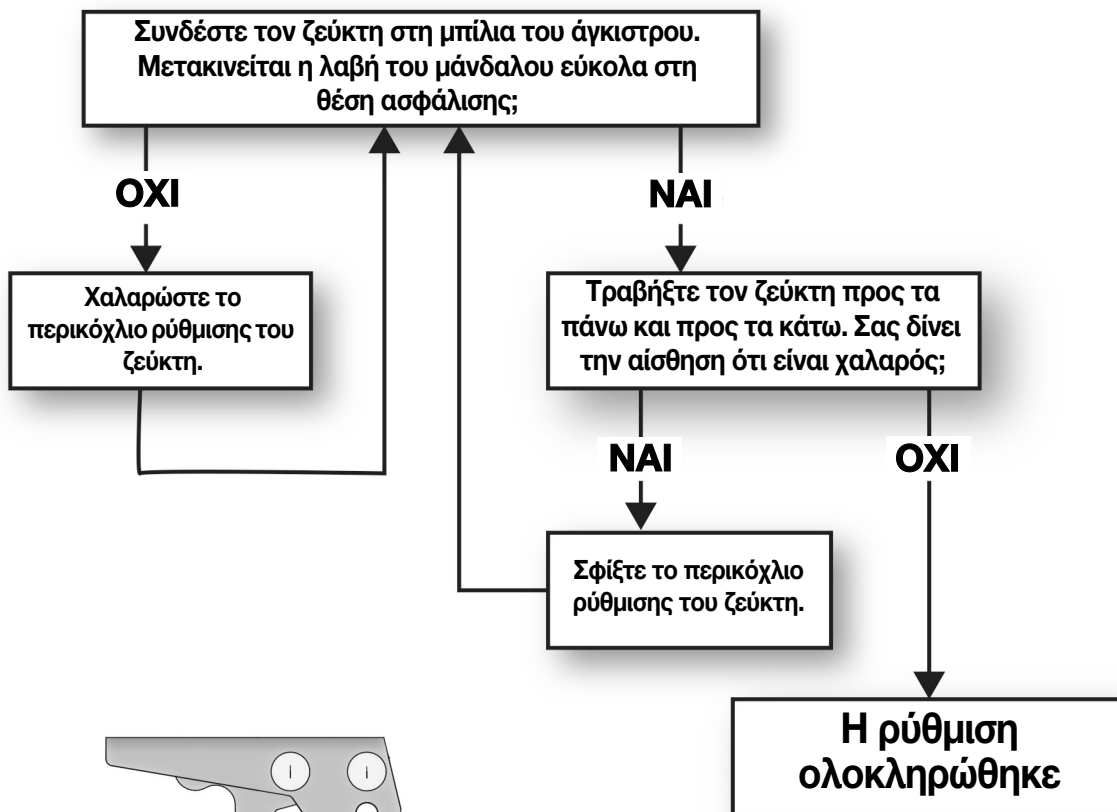 Συνδέστε τον ζεύκτη στη μπίλια του άγκιστρου.
Μετακινείται η λαβή του μάνδαλου εύκολα στη
θέση ασφάλισης;
ΟΧΙ
ΝΑΙ
Χαλαρώστε το
περικόχλιο ρύθμισης του
ζεύκτη.
Τραβήξτε τον ζεύκτη προς τα
πάνω και προς τα κάτω. Σας δίνει
την αίσθηση ότι είναι χαλαρός;
ΝΑΙ
ΟΧΙ
Σφίξτε το περικόχλιο
ρύθμισης του ζεύκτη.
Η ρύθμιση
ολοκληρώθηκε